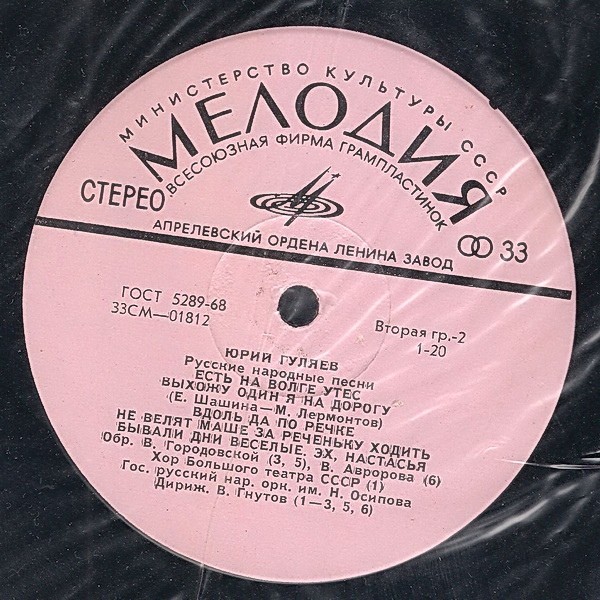 МИНИСТЕРСТВО КУЛЬТУРЫ СССР
МЕЛОДИЯ
ВСЕСОЮЗНАЯ ФИРМА ГРАМПЛАСТИНОК
СТЕРЕО
33
АПРЕЛЕВСКИЙ ОРДЕНА ЛЕНИНА ЗАВОД
ГОСТ 5289-68
33СМ—01812
Вторая гр.-2
1-20
ЮРИЙ ГУЛЯЕВ
Русские народные песни
ЕСТЬ НА ВОЛГЕ УТЕС
ВЫХОЖУ ОДИН Я НА ДОРОГУ
(Е. Шашина—М. Лермонтов)
ВДОЛЬ ДА ПО РЕЧКЕ
НЕ ВЕЛЯТ МАШЕ ЗА РЕЧЕНЬКУ ХОДИТЬ
БЫВАЛИ ДНИ ВЕСЕЛЫЕ. ЭХ, НАСТАСЬЯ
Обр. В. Городовской (3, 5), В. Авророва (6)
Хор Большого театра СССР (1)
Гос. русский нар. орк. им. Н. Осипова
Дириж. В. Гнутов (1—3, 5, 6)